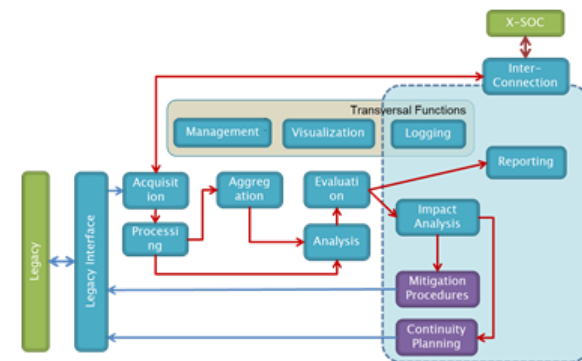 X-SOC
Inter-
Connection
Transversal Functions
Management
Visualization
Logging
Reporting
Acquisit
ion
Aggreg
ation
Evaluati
on
Impact
Analysis
Processi
ng
Analysis
Legacy
Legacy Interface
Mitigation
Procedures
Continuity
Planning